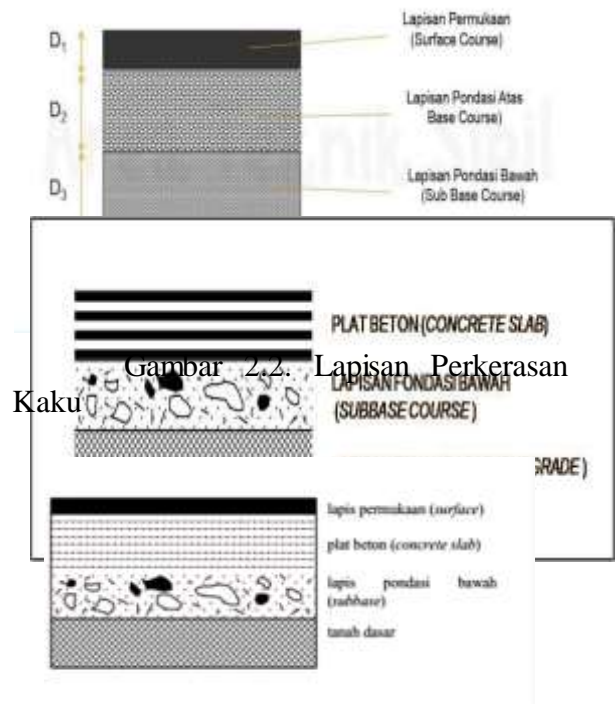 D1
Lapisan Permukaan
(Surface Course)
D2
Lapisan Pondasi Atas
Base Course)
D3
Lapisan Pondasi Bawah
(Sub Base Course)
PLAT BETON (CONCRETE SLAB)
Gambar 2.2. Lapisan Perkerasan
Kaku
LAPISAN FONDASI BAWAH
(SUBBASE COURSE)
GRADE)
lapis permukaan (surface)
plat beton (concrete slab)
lapis pondasi bawah
(subbase)
tanah dasar